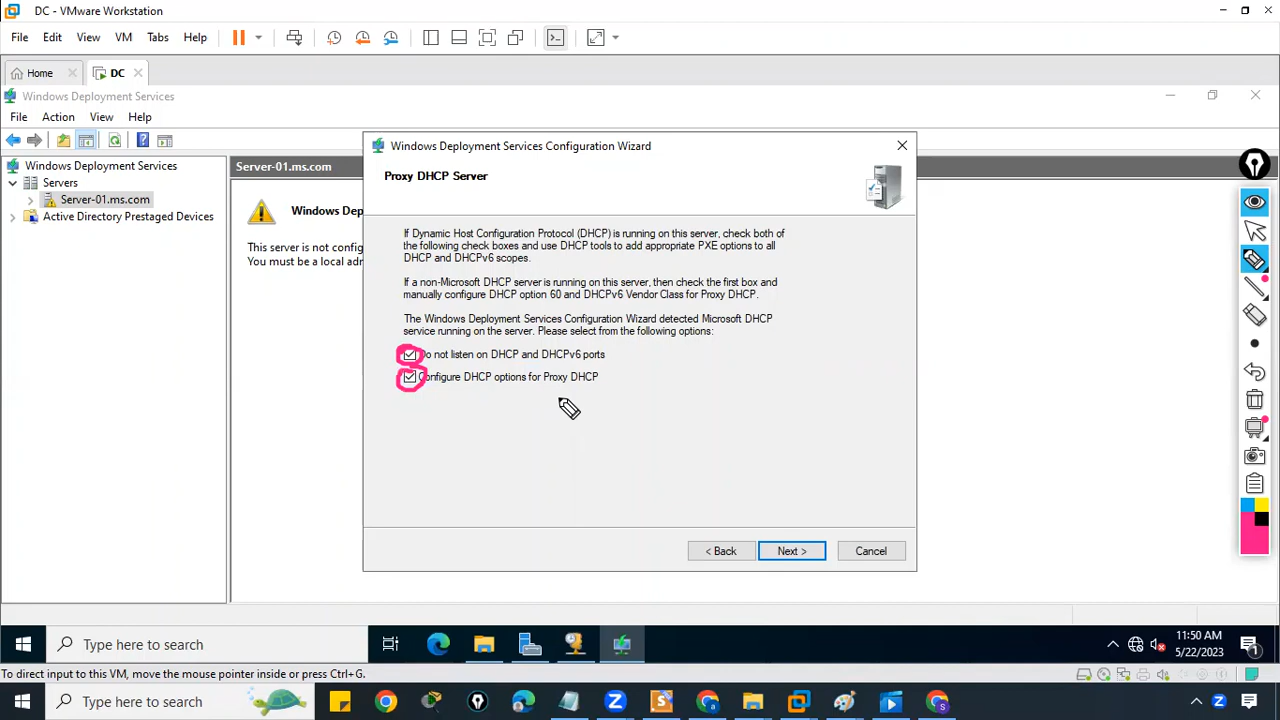 DC - VMware Workstation
File Edit View VM Tabs Help
Home DC
Windows Deployment Services
File Action View Help
Windows Deployment Services
Servers
Server-01.ms.com
Active Directory Prestaged Devices
Server-01.ms.com
Windows Dep
This server is not config
You must be a local adr
Windows Deployment Services Configuration Wizard
Proxy DHCP Server
If Dynamic Host Configuration Protocol (DHCP) is running on this server, check both of
the following check boxes and use DHCP tools to add appropriate PXE options to all
DHCP and DHCPv6 scopes.
If a non-Microsoft DHCP server is running on this server, then check the first box and
manually configure DHCP option 60 and DHCPv6 Vendor Class for Proxy DHCP.
The Windows Deployment Services Configuration Wizard detected Microsoft DHCP
service running on the server. Please select from the following options:
Do not listen on DHCP and DHCPv6 ports
Configure DHCP options for Proxy DHCP
< Back Next > Cancel
Type here to search
11:50 AM
5/22/2023
1
To direct input to this VM, move the mouse pointer inside or press Ctrl+G.
Type here to search